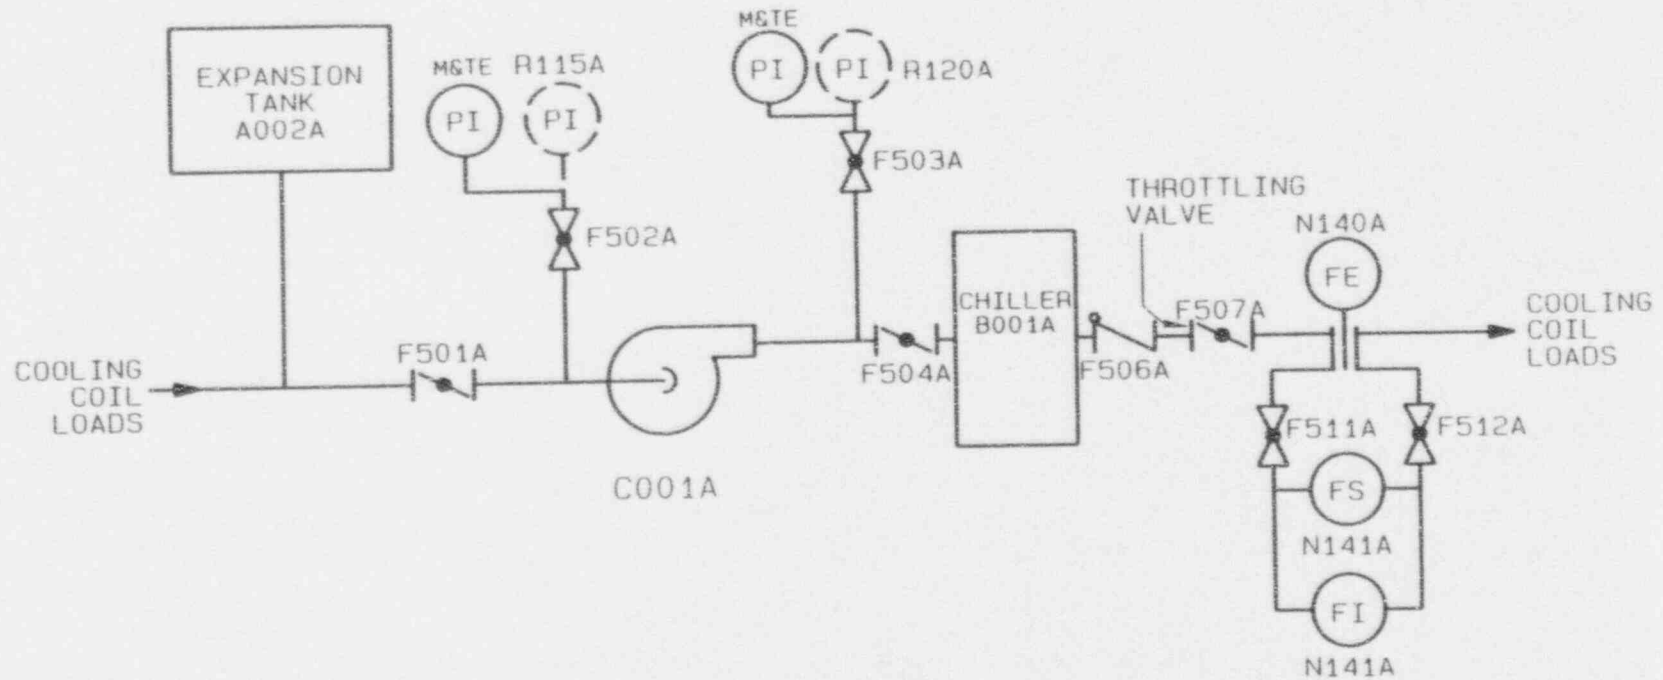 EXPANSION
TANK
A002A
M&TE
R115A
PI
PI
F502A
M&TE
PI
PI
R120A
F503A
THROTTLING
VALVE
N140A
FE
CHILLER
B001A
F507A
COOLING
COIL
LOADS
F501A
F504A
F506A
COOLING
COIL
LOADS
C001A
F511A
F512A
FS
N141A
FI
N141A